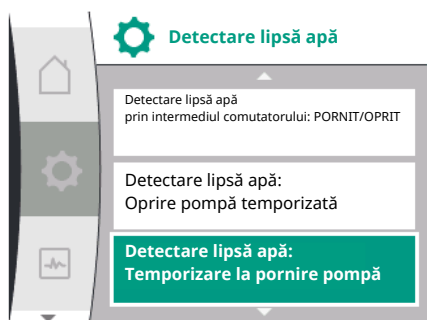 Detectare lipsă apă
Detectare lipsă apă
prin intermediul comutatorului: PORNIT/OPRIT
Detectare lipsă apă:
Oprire pompă temporizată
Detectare lipsă apă:
Temporizare la pornire pompă